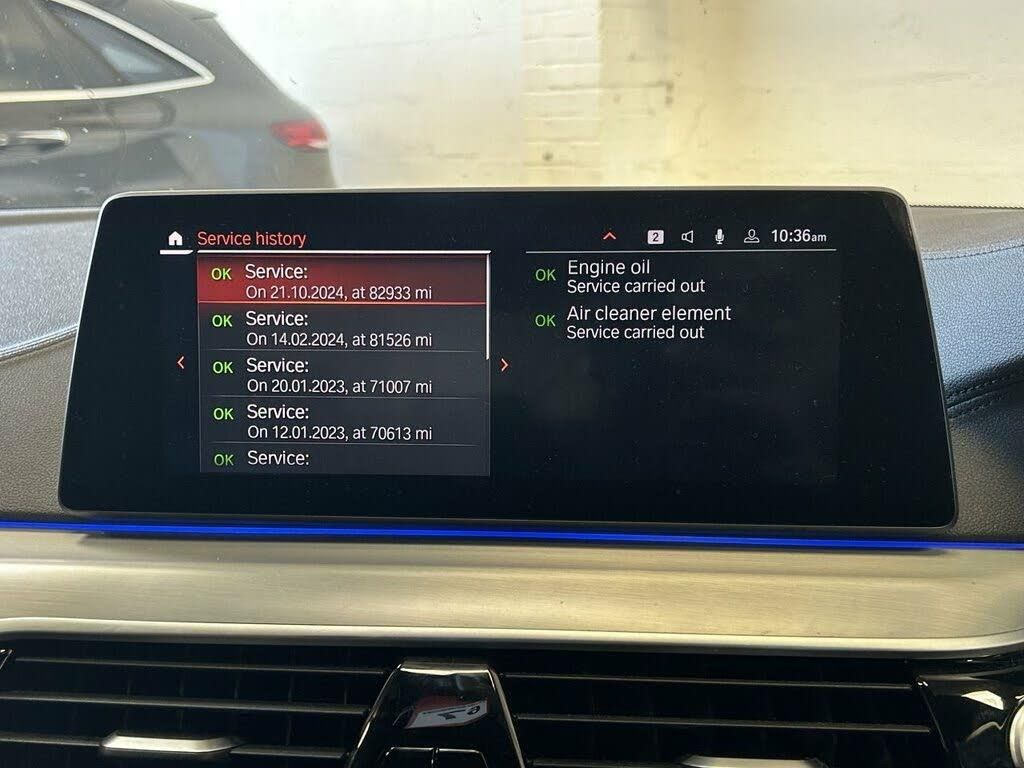 Service history
2
10:36am
OK Service:
On 21.10.2024, at 82933 mi
OK Service:
On 14.02.2024, at 81526 mi
OK Service:
On 20.01.2023, at 71007 mi
OK Service:
On 12.01.2023, at 70613 mi
OK Service:
OK Engine oil
Service carried out
OK Air cleaner element
Service carried out